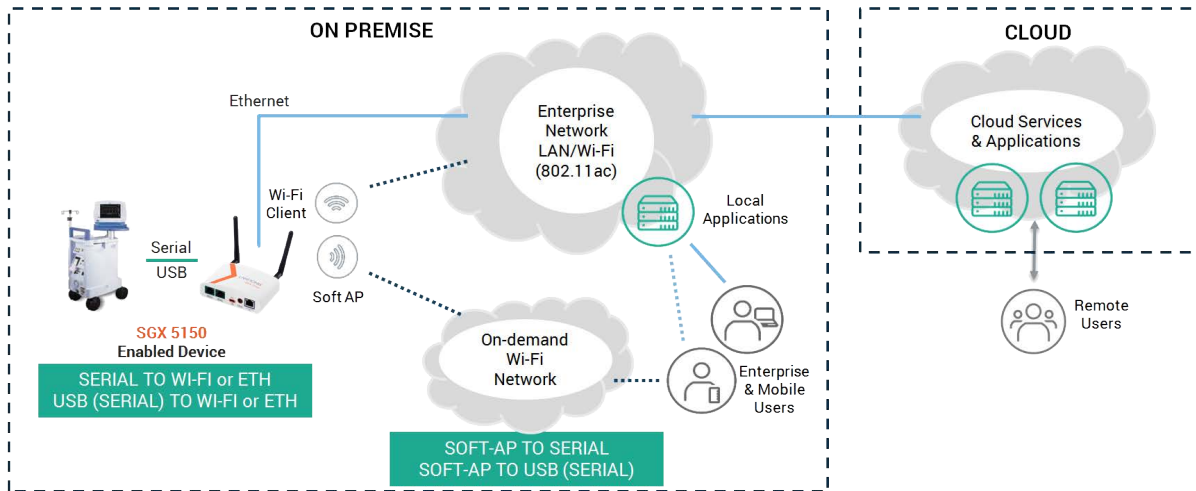 ON PREMISE
CLOUD
Ethernet
Enterprise
Network
LAN/Wi-Fi
(802.11ac)
Cloud Services
& Applications
Wi-Fi
Client
Local
Applications
Serial
USB
Soft AP
Remote
Users
SGX 5150
Enabled Device
On-demand
Wi-Fi
Network
Enterprise
& Mobile
Users
SERIAL TO WI-FI or ETH
USB (SERIAL) TO WI-FI or ETH
SOFT-AP TO SERIAL
SOFT-AP TO USB (SERIAL)